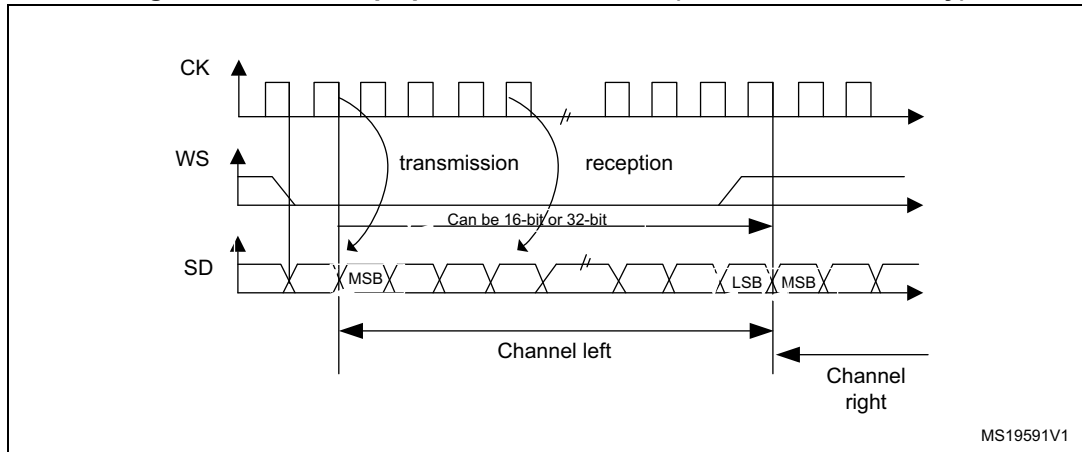 CK
WS
transmission
reception
Can be 16-bit or 32-bit
SD
MSB
LSB
MSB
Channel left
Channel
right
MS19591V1